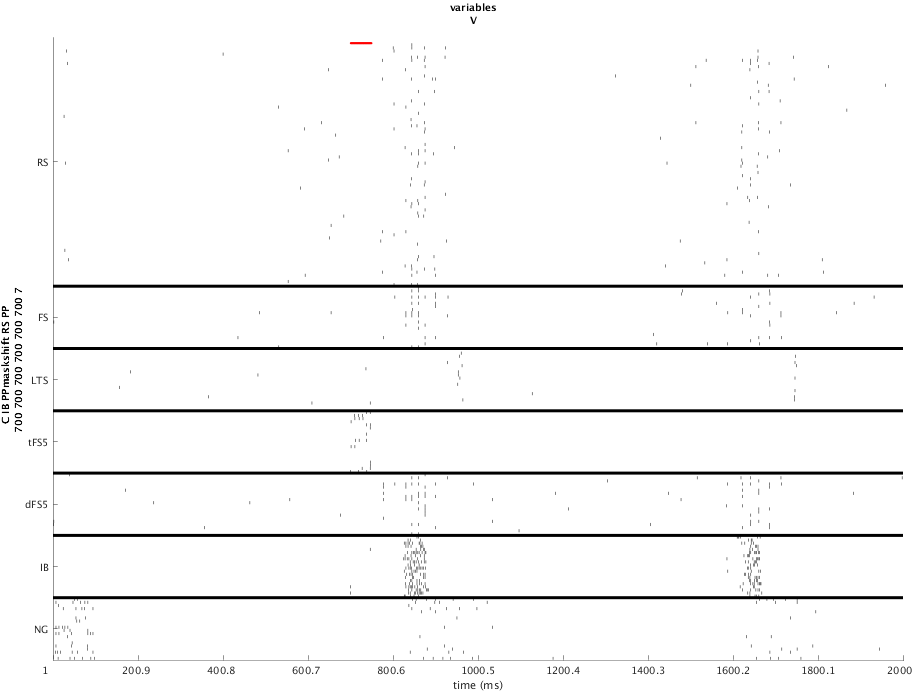 variables
V
RS
FS
LTS
tFS5
dFS5
IB
NG
C IB PPmaskshift RS PP
700 700 700 700 700 700 7
1
200.9
400.8
600.7
800.6
1000.5
1200.4
1400.3
1600.2
1800.1
2000
time (ms)